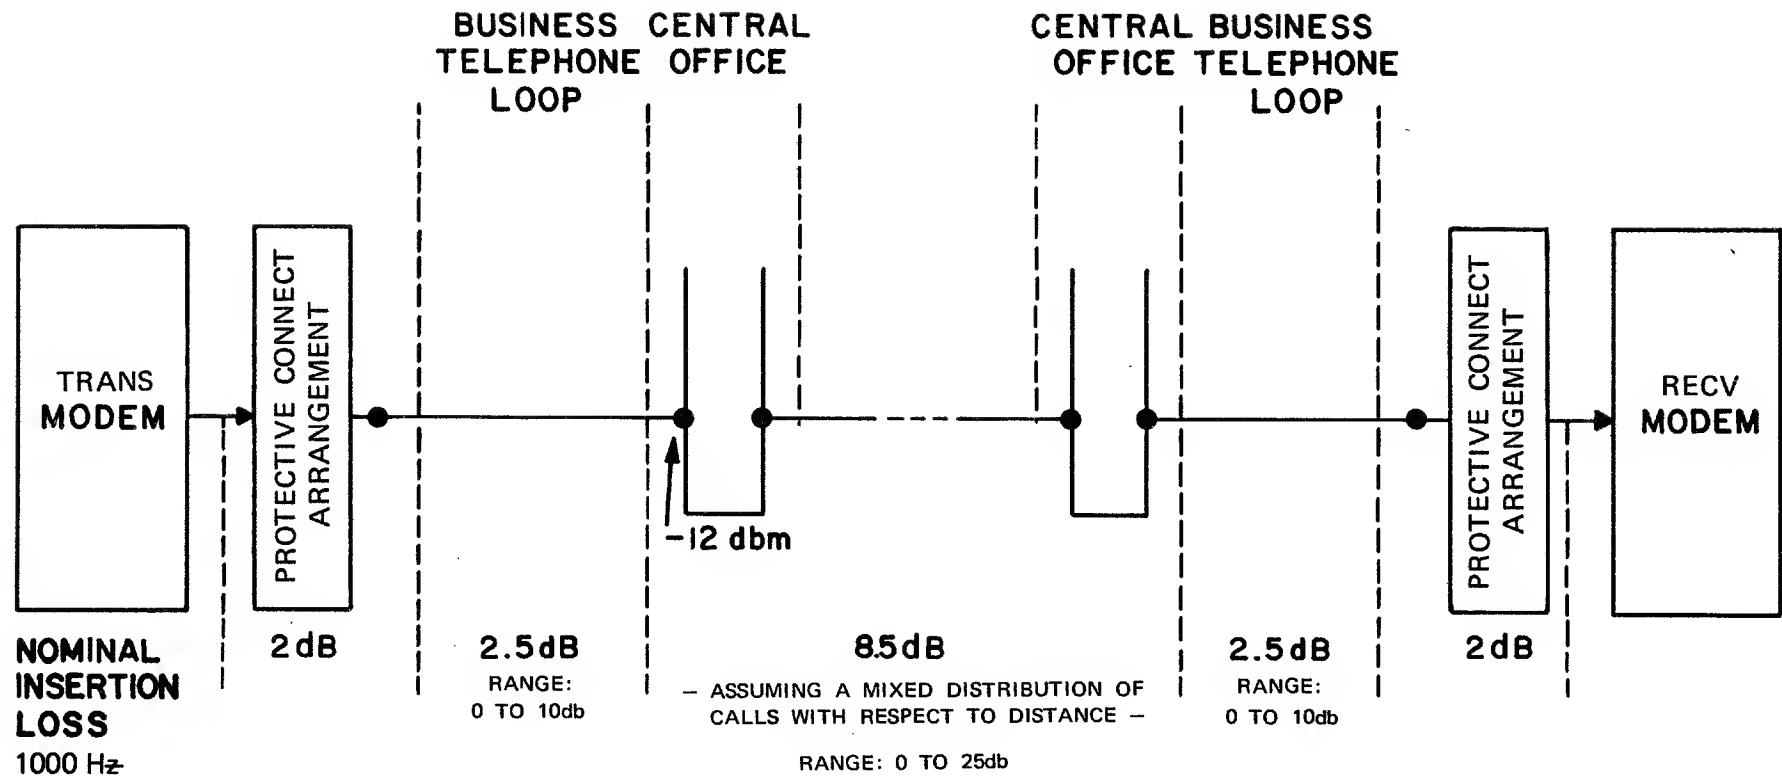 BUSINESS
TELEPHONE
LOOP
CENTRAL
OFFICE
CENTRAL
OFFICE
BUSINESS
TELEPHONE
LOOP
TRANS
MODEM
PROTECTIVE CONNECT
ARRANGEMENT
-12 dbm
PROTECTIVE CONNECT
ARRANGEMENT
RECV
MODEM
NOMINAL
INSERTION
LOSS
1000 Hz
2dB
2.5dB
RANGE:
0 TO 10db
8.5dB
– ASSUMING A MIXED DISTRIBUTION OF
CALLS WITH RESPECT TO DISTANCE –
RANGE: 0 TO 25db
2.5dB
RANGE:
0 TO 10db
2dB